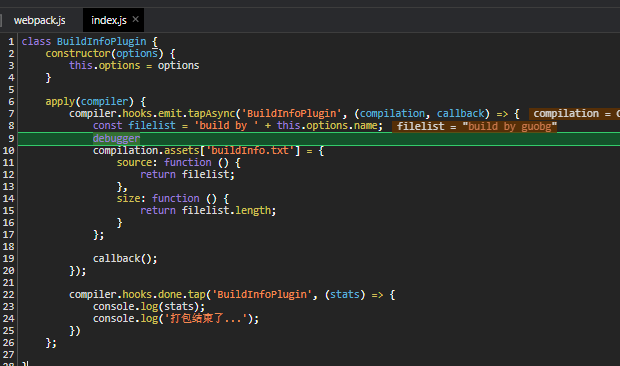 webpack.js index.js ×
1 class BuildInfoPlugin {
2 constructor(options) {
3 this.options = options
4 }
5
6 apply(compiler) {
7 compiler.hooks.emit.tapAsync('BuildInfoPlugin', (compilation, callback) => { compilation = 
8 const filelist = 'build by ' + this.options.name; filelist = "build by guobg"
9 debugger
10 compilation.assets['buildInfo.txt'] = {
11 source: function () {
12 return filelist;
13 },
14 size: function () {
15 return filelist.length;
16 }
17 };
18
19 callback();
20 });
21
22 compiler.hooks.done.tap('BuildInfoPlugin', (stats) => {
23 console.log(stats);
24 console.log('打包结束了...');
25 })
26 };
27
28 }